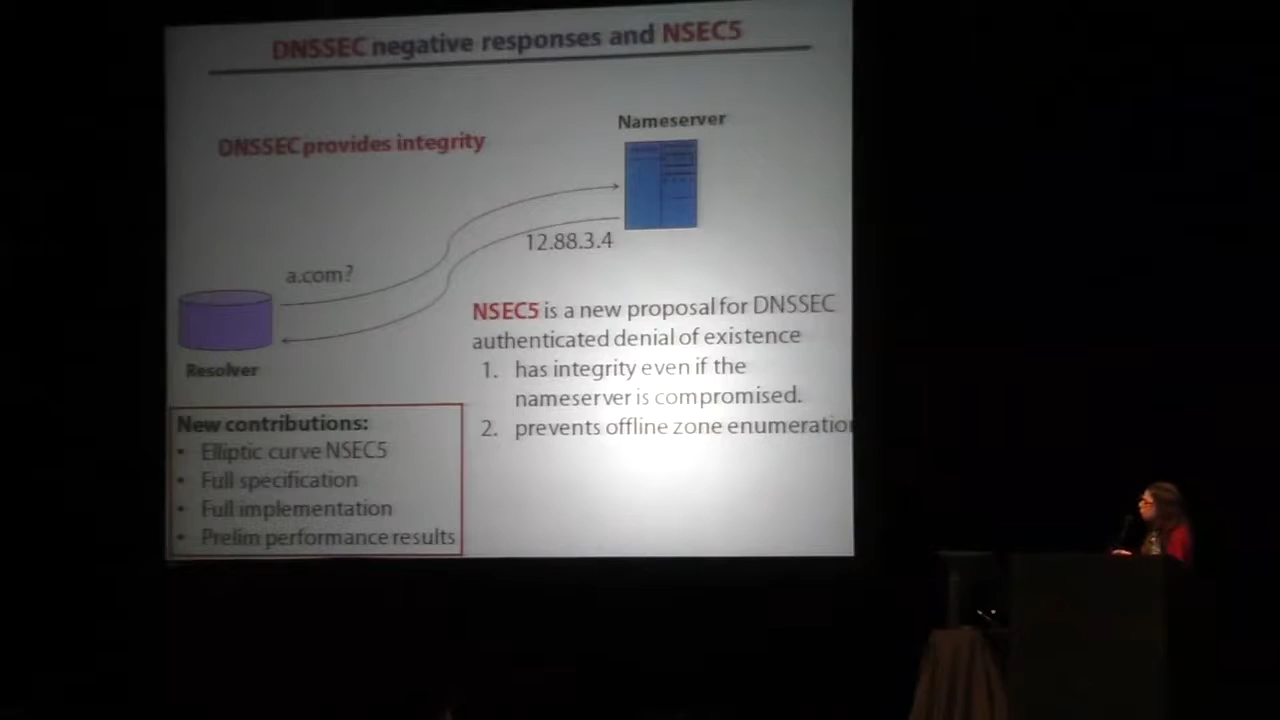 DNSSEC negative responses and NSEC5
DNSSEC provides integrity
Nameserver
12.88.3.4
a.com?
Resolver
NSEC5 is a new proposal for DNSSEC
authenticated denial of existence
1. has integrity even if the
nameserver is compromised.
2. prevents offline zone enumeration
New contributions:
• Elliptic curve NSEC5
• Full specification
• Full implementation
• Prelim performance results